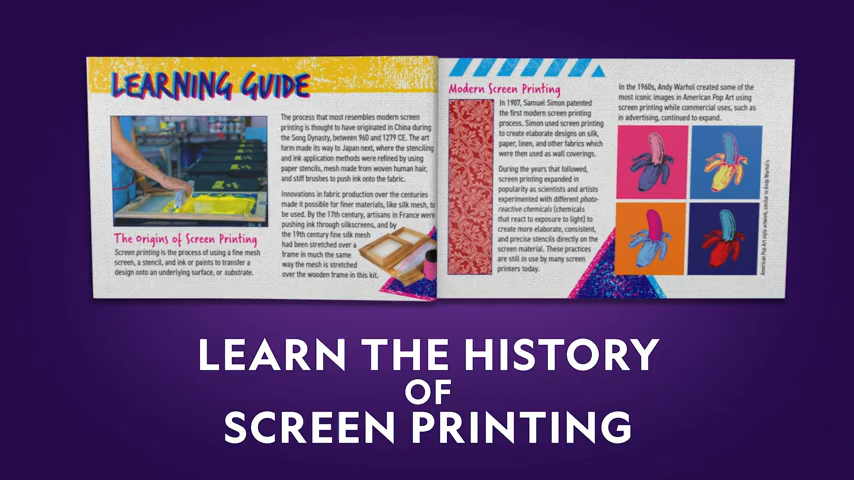 LEARNING GUIDE
The Origins of Screen Printing
Screen printing is the process of using a fine mesh
screen, a stencil, and ink or paints to transfer a
design onto an underlying surface, or substrate.
The process that most resembles modern screen
printing is thought to have originated in China during
the Song Dynasty, between 960 and 1279 CE. The art
form made its way to Japan next, where the stenciling
and ink application methods were refined by using
paper stencils, mesh made from woven human hair,
and stiff brushes to push ink onto the fabric.
Innovations in fabric production over the centuries
made it possible for finer materials, like silk mesh, to
be used. By the 17th century, artisans in France were
pushing ink through silkscreens, and by
the 19th century fine silk mesh
had been stretched over a
frame in much the same
way the mesh is stretched
over the wooden frame in this kit.
Modern Screen Printing
In 1907, Samuel Simon patented
the first modern screen printing
process. Simon used screen printing
to create elaborate designs on silk,
paper, linen, and other fabrics which
were then used as wall coverings.
During the years that followed,
screen printing expanded in
popularity as scientists and artists
experimented with different photo-
reactive chemicals (chemicals
that react to exposure to light) to
create more elaborate, consistent,
and precise stencils directly on the
screen material. These practices
are still in use by many screen
printers today.
In the 1960s, Andy Warhol created some of the
most iconic images in American Pop Art using
screen printing while commercial uses, such as
in advertising, continued to expand.
American Pop Art style artwork, similar to Andy Warhol's
LEARN THE HISTORY
OF
SCREEN PRINTING